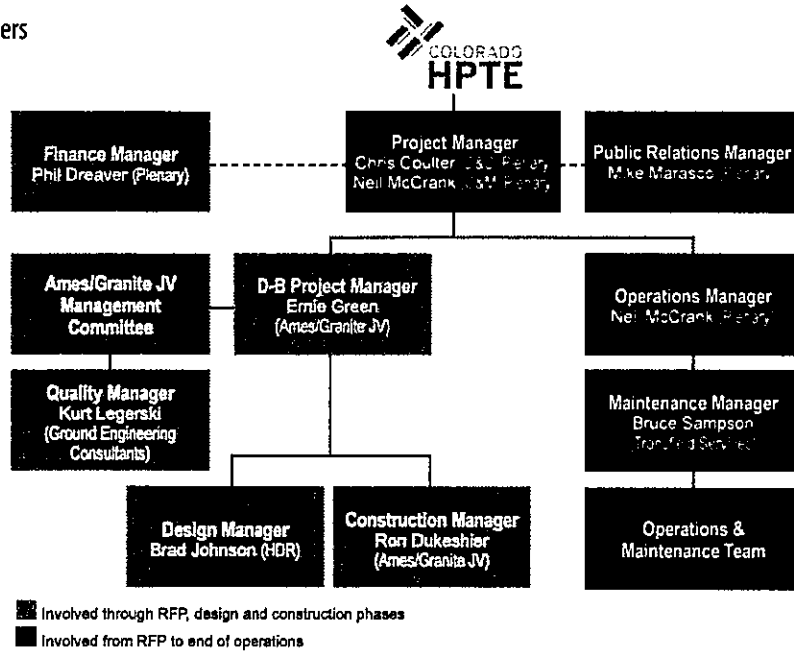 ers
COLORADO
HPTE
Finance Manager
Phil Dreaver (Plenary)
Project Manager
Chris Coulter
Neil McCrank
Public Relations Manager
Mike Marasco
Ames/Granite JV
Management
Committee
D-B Project Manager
Ernie Green
(Ames/Granite JV)
Operations Manager
Neil McCrank
Quality Manager
Kurt Legerski
(Ground Engineering
Consultants)
Maintenance Manager
Bruce Sampson
Design Manager
Brad Johnson (HDR)
Construction Manager
Ron Dukeshier
(Ames/Granite JV)
Operations &
Maintenance Team
Involved through RFP, design and construction phases
Involved from RFP to end of operations